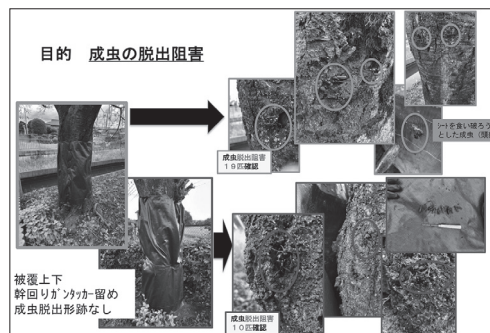 目的　成虫の脱出阻害
シートを食い破ろう
とした成虫（頭
成虫脱出阻害
１９匹確認
被覆上下
幹回りガンタッカー留め
成虫脱出形跡なし
成虫脱出阻害
１０匹確認